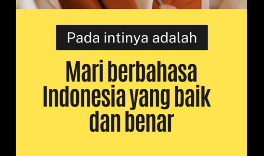 Pada intinya adalah
Mari berbahasa
Indonesia yang baik
dan benar